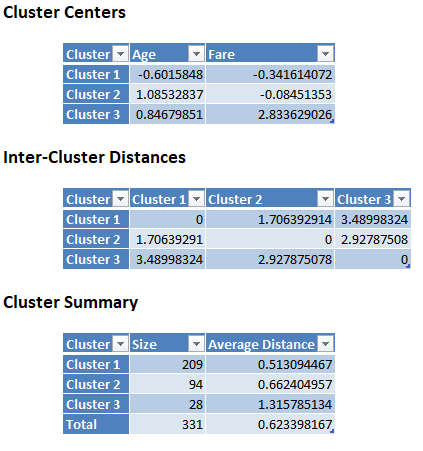 Cluster Centers
Cluster Age Fare
Cluster 1 -0.6015848 -0.341614072
Cluster 2 1.08532837 -0.08451353
Cluster 3 0.84679851 2.833629026
Inter-Cluster Distances
Cluster Cluster 1 Cluster 2 Cluster 3
Cluster 1 0 1.706392914 3.48998324
Cluster 2 1.70639291 0 2.92787508
Cluster 3 3.48998324 2.927875078 0
Cluster Summary
Cluster Size Average Distance
Cluster 1 209 0.513094467
Cluster 2 94 0.662404957
Cluster 3 28 1.315785134
Total 331 0.623398167